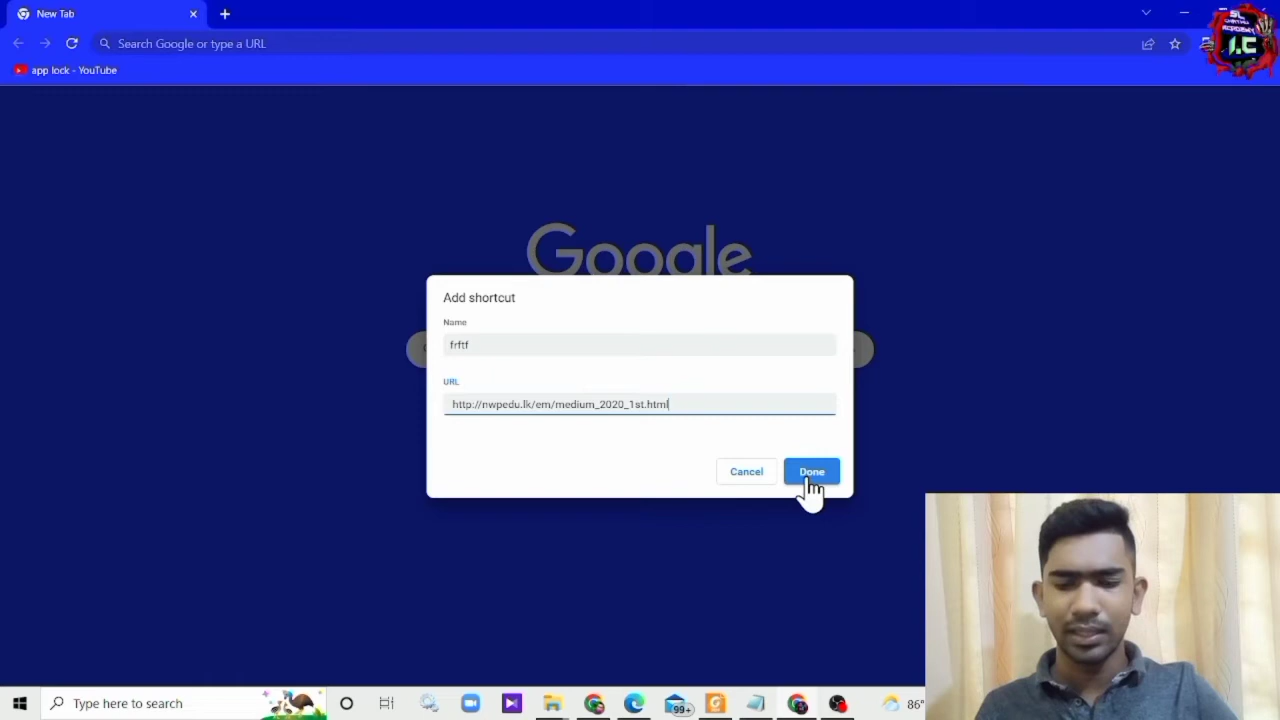 New Tab
Search Google or type a URL
app lock - YouTube
Google
Add shortcut
Name
frftf
URL
http://nwpedu.lk/em/medium_2020_1st.html
Cancel
Done
Type here to search
99+
86°